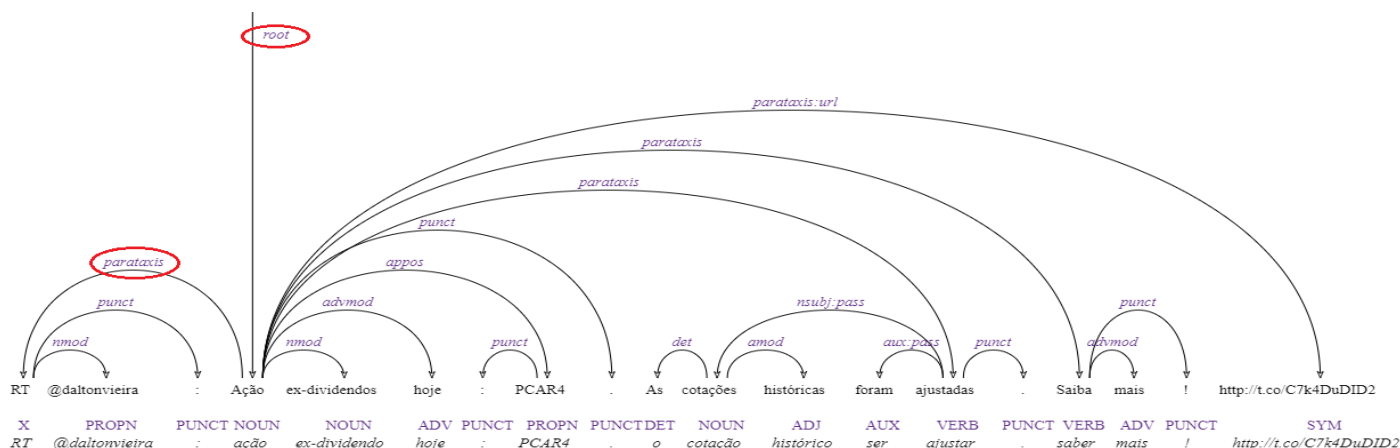 root
parataxis:url
parataxis
parataxis
punct
parataxis appos
punct advmod nsubj:pass punct
nmod nmod punct det amod aux:pass punct advmod
RT @daltonvieira : Ação ex-dividendos hoje : PCAR4 . As cotações históricas foram ajustadas . Saiba mais ! http://t.co/C7k4DuDID2
X PROPN PUNCT NOUN NOUN ADV PUNCT PROPN PUNCT DET NOUN ADJ AUX VERB PUNCT VERB ADV PUNCT SYM
RT @daltonvieira : ação ex-dividendo hoje : PCAR4 . o cotação histórico ser ajustar . saber mais ! http://t.co/C7k4DuDID2